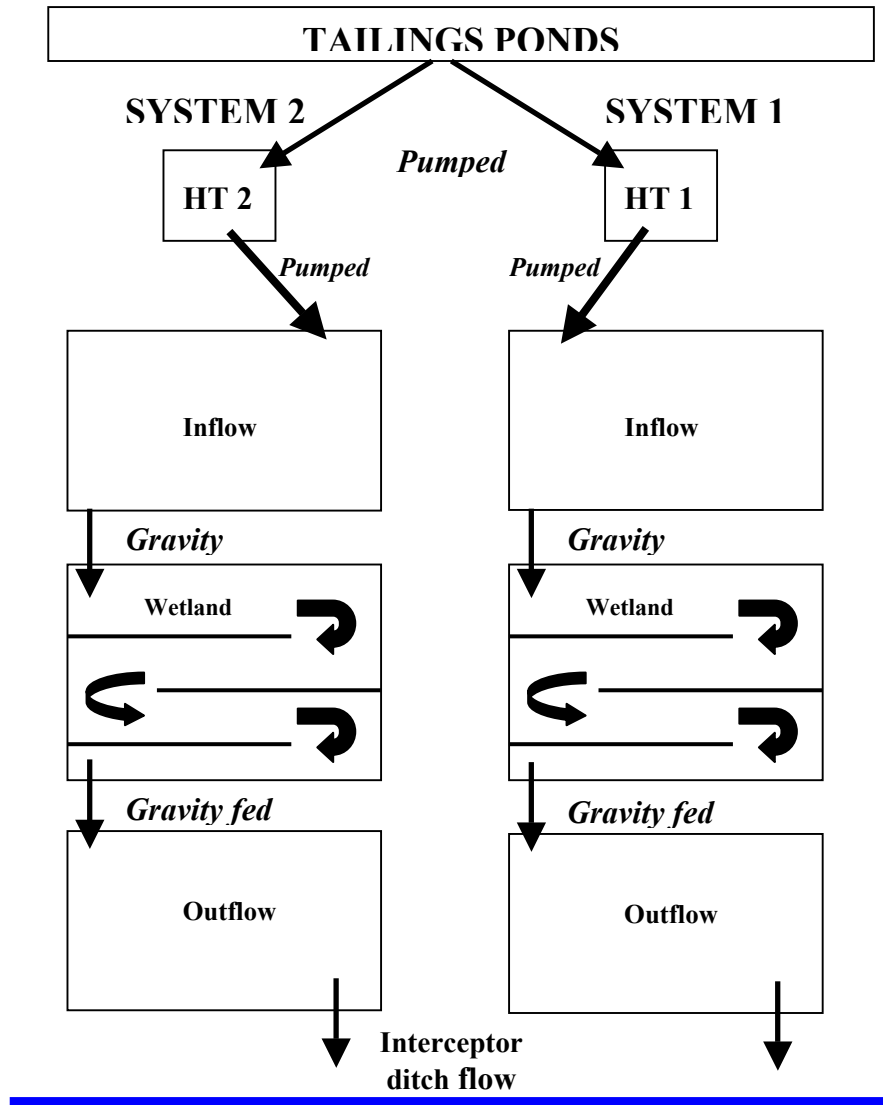 TAILINGS PONDS
SYSTEM 2
SYSTEM 1
Pumped
HT 2
HT 1
Pumped
Pumped
Inflow
Inflow
Gravity
Gravity
Wetland
Wetland
Gravity fed
Gravity fed
Outflow
Outflow
Interceptor
ditch flow